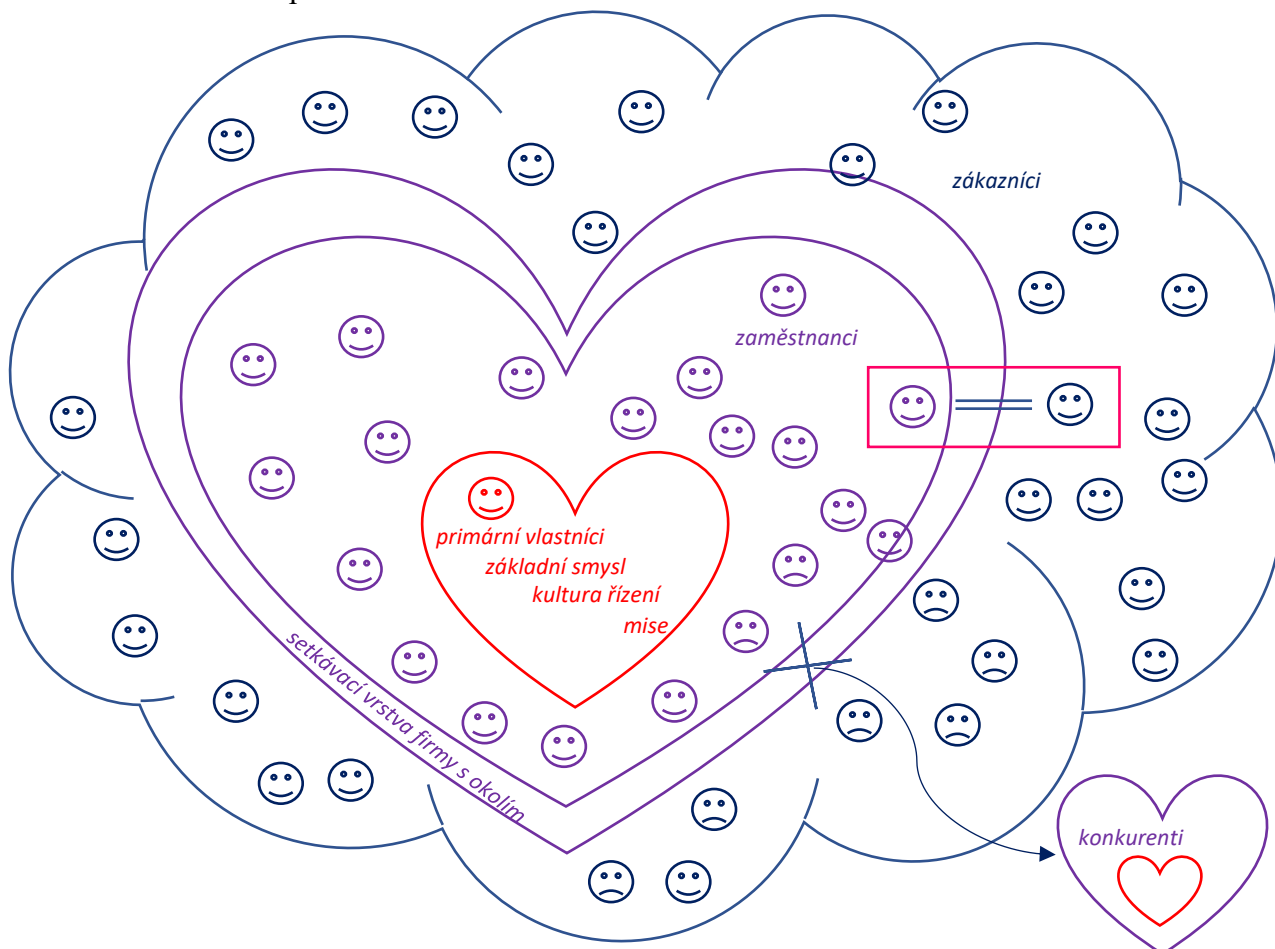 zákazníci
zaměstnanci
primární vlastníci
základní smysl
kultura řízení
mise
setkávací vrstva firmy s okolím
konkurenti